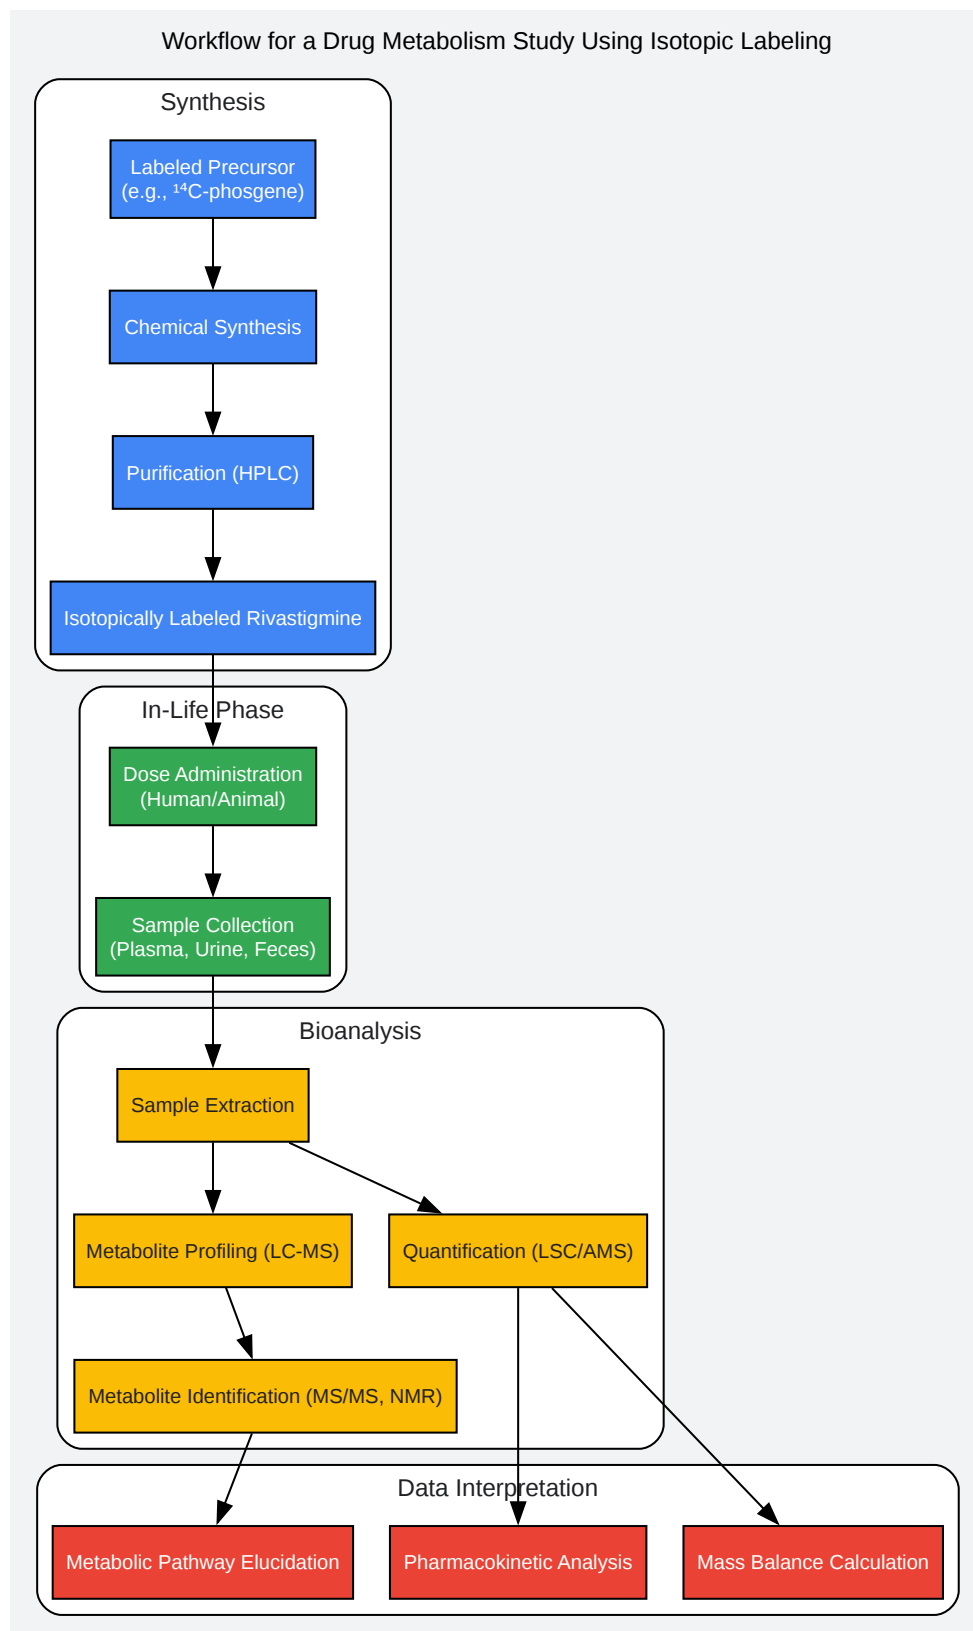 Workflow for a Drug Metabolism Study Using Isotopic Labeling
Synthesis
Labeled Precursor
(e.g., ¹⁴C-phosgene)
Chemical Synthesis
Purification (HPLC)
Isotopically Labeled Rivastigmine
In-Life Phase
Dose Administration
(Human/Animal)
Sample Collection
(Plasma, Urine, Feces)
Bioanalysis
Sample Extraction
Metabolite Profiling (LC-MS)
Quantification (LSC/AMS)
Metabolite Identification (MS/MS, NMR)
Data Interpretation
Metabolic Pathway Elucidation
Pharmacokinetic Analysis
Mass Balance Calculation